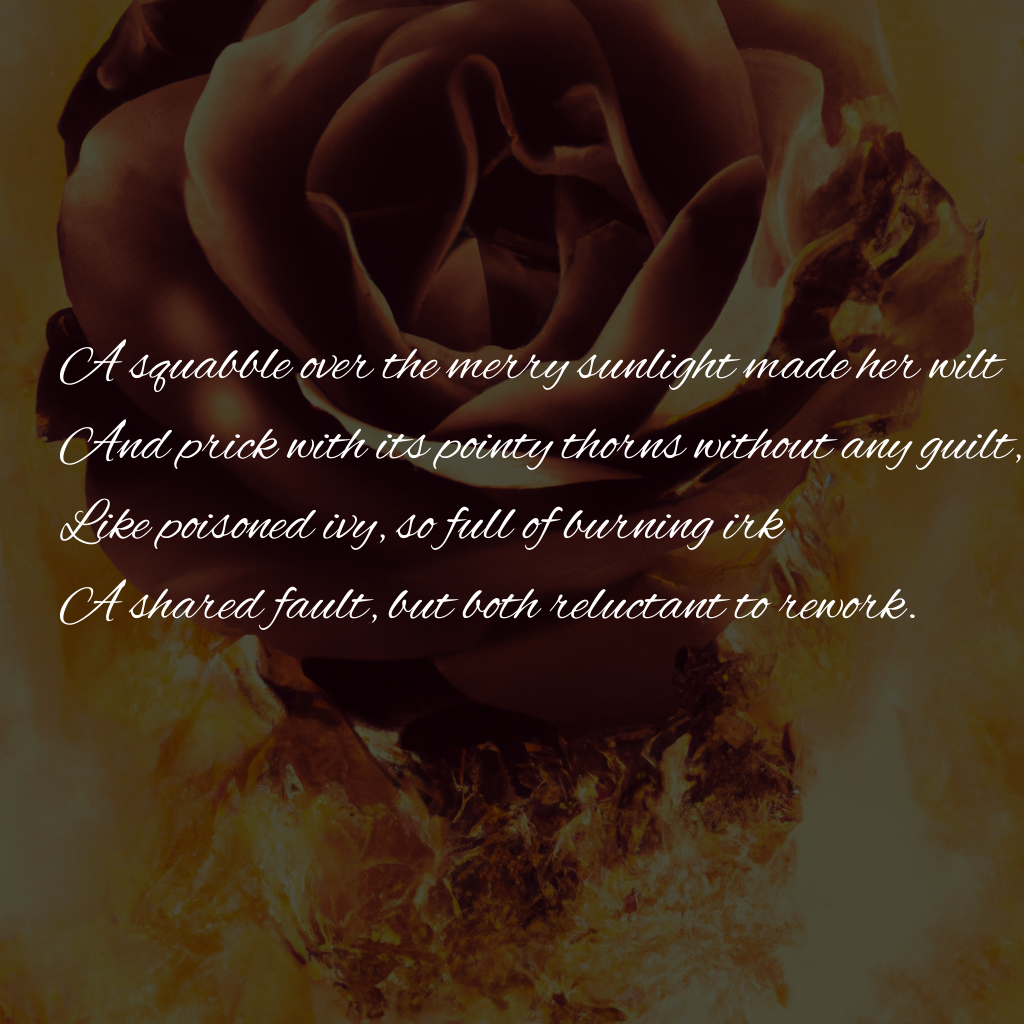 A squabble over the merry sunlight made her wilt
And prick with its pointy thorns without any guilt,
Like poisoned ivy, so full of burning irk
A shared fault, but both reluctant to rework.